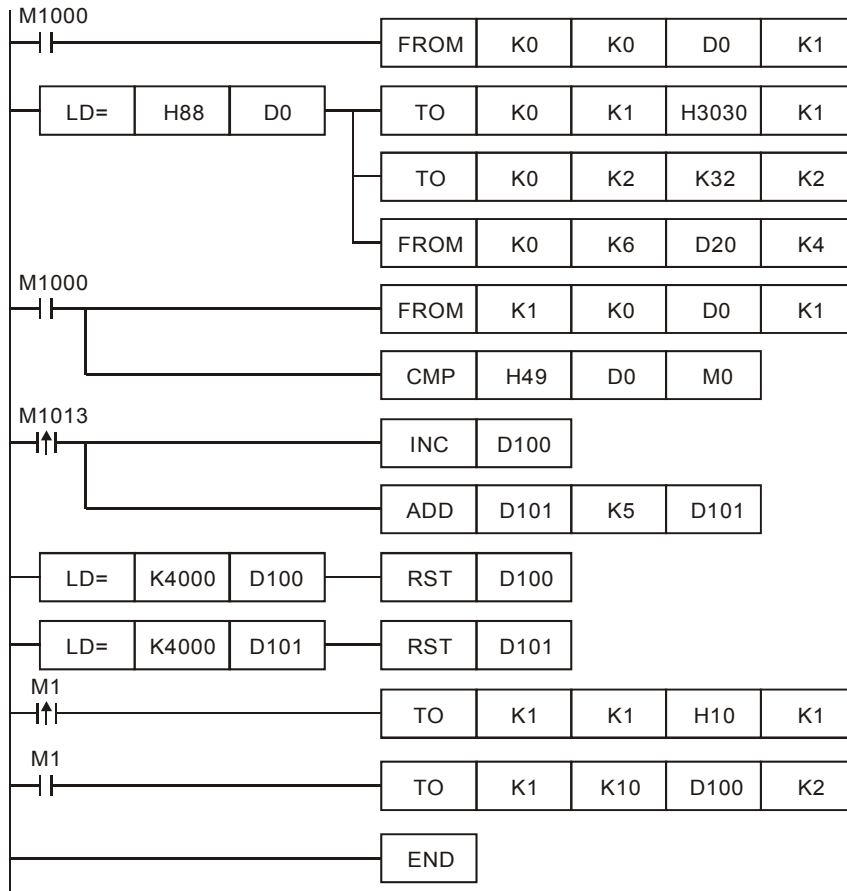 M1000
FROM K0 K0 D0 K1
LD= H88 D0 TO K0 K1 H3030 K1
TO K0 K2 K32 K2
FROM K0 K6 D20 K4
M1000
FROM K1 K0 D0 K1
CMP H49 D0 M0
M1013
INC D100
ADD D101 K5 D101
LD= K4000 D100 RST D100
LD= K4000 D101 RST D101
M1
TO K1 K1 H10 K1
M1
TO K1 K10 D100 K2
END